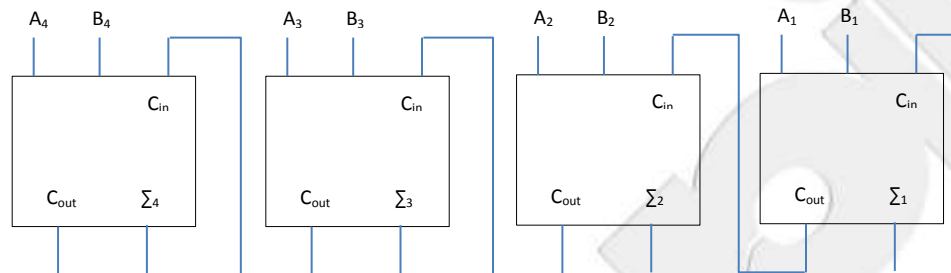 A₄ B₄ A₃ B₃ A₂ B₂ A₁ B₁
Cᵢₙ Cᵢₙ Cᵢₙ Cᵢₙ
Cₒᵤₜ ∑₄ Cₒᵤₜ ∑₃ Cₒᵤₜ ∑₂ Cₒᵤₜ ∑₁